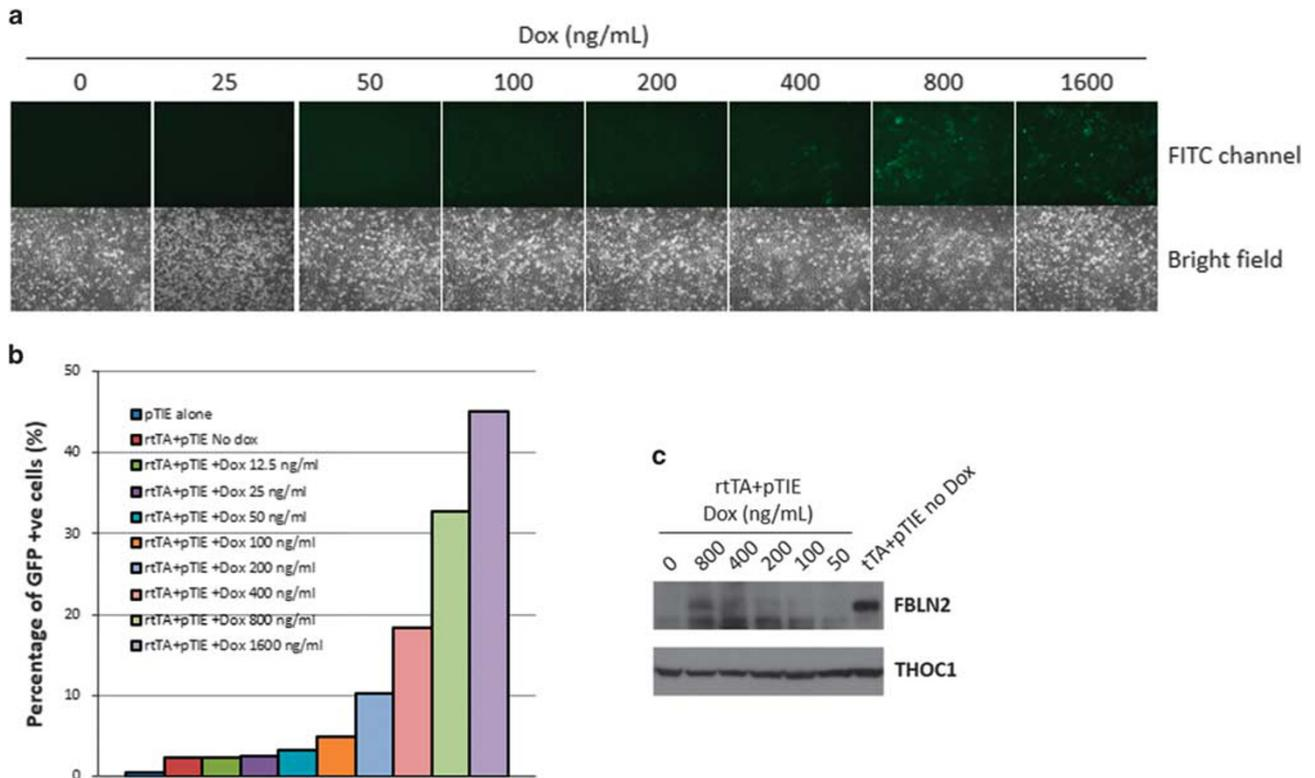 a
Dox (ng/mL)
0 25 50 100 200 400 800 1600
FITC channel
Bright field
b
Percentage of GFP +ve cells (%)
50
40
30
20
10
0
pTIE alone
rtTA+pTIE No dox
rtTA+pTIE +Dox 12.5 ng/ml
rtTA+pTIE +Dox 25 ng/ml
rtTA+pTIE +Dox 50 ng/ml
rtTA+pTIE +Dox 100 ng/ml
rtTA+pTIE +Dox 200 ng/ml
rtTA+pTIE +Dox 400 ng/ml
rtTA+pTIE +Dox 800 ng/ml
rtTA+pTIE +Dox 1600 ng/ml
c
rtTA+pTIE
Dox (ng/mL)
0 800 400 200 100 50 tTA+pTIE no Dox
FBLN2
THOC1